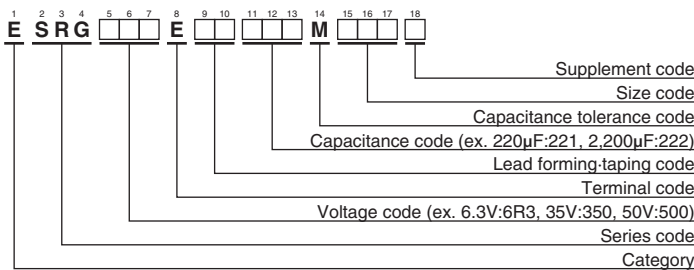 1 2 3 4 5 6 7 8 9 10 11 12 13 14 15 16 17 18
E SRG E M
Supplement code
Size code
Capacitance tolerance code
Capacitance code (ex. 220µF:221, 2,200µF:222)
Lead forming·taping code
Terminal code
Voltage code (ex. 6.3V:6R3, 35V:350, 50V:500)
Series code
Category